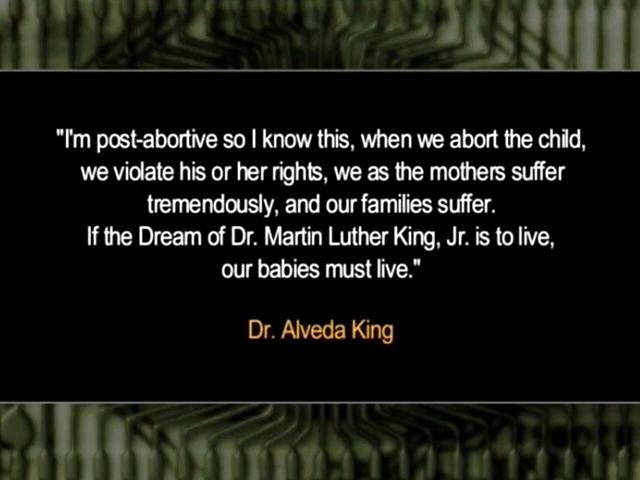 "I'm post-abortive so I know this, when we abort the child,
we violate his or her rights, we as the mothers suffer
tremendously, and our families suffer.
If the Dream of Dr. Martin Luther King, Jr. is to live,
our babies must live."
Dr. Alveda King